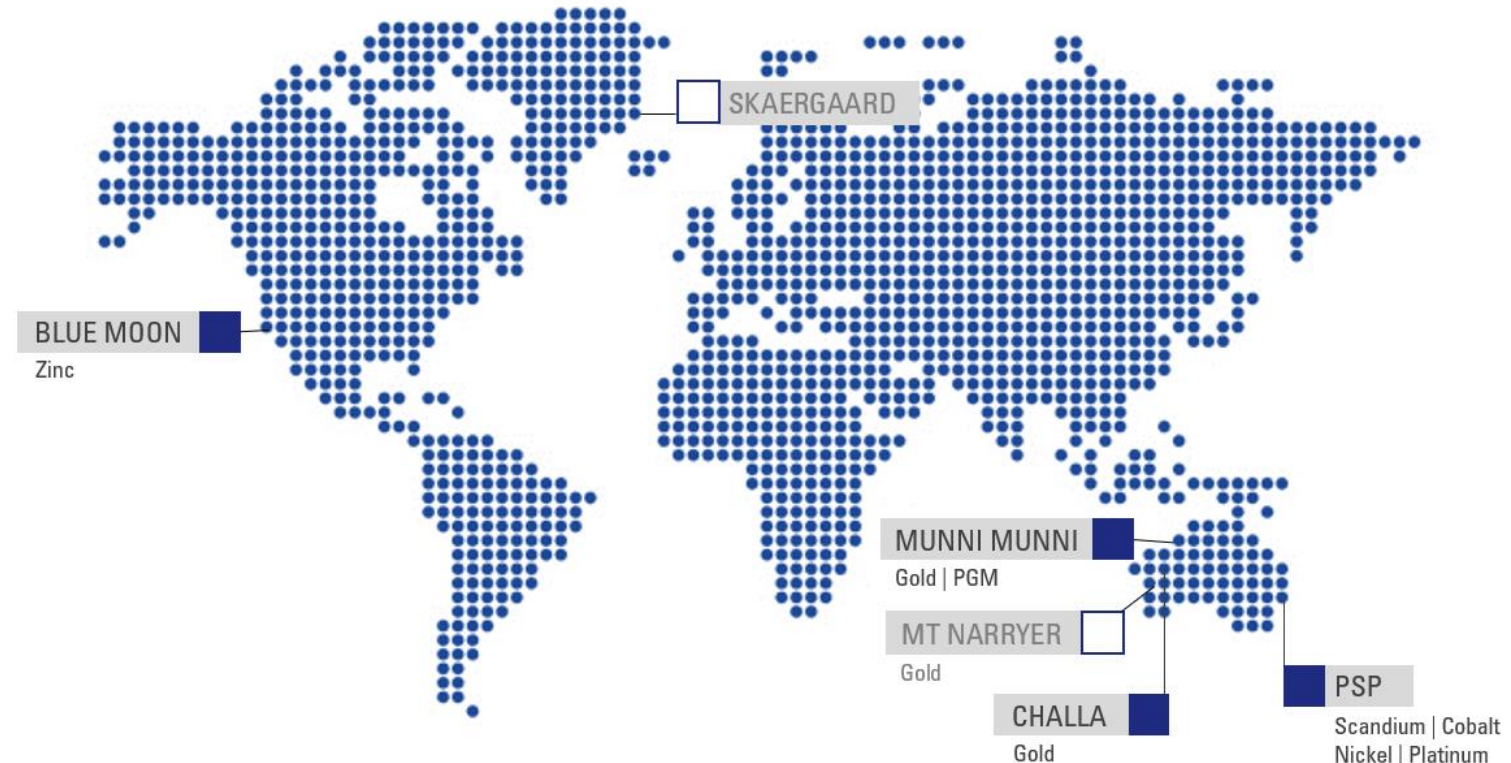 SKAERGAARD
BLUE MOON
Zinc
MUNNI MUNNI
Gold | PGM
MT NARRYER
Gold
CHALLA
Gold
PSP
Scandium | Cobalt
Nickel | Platinum